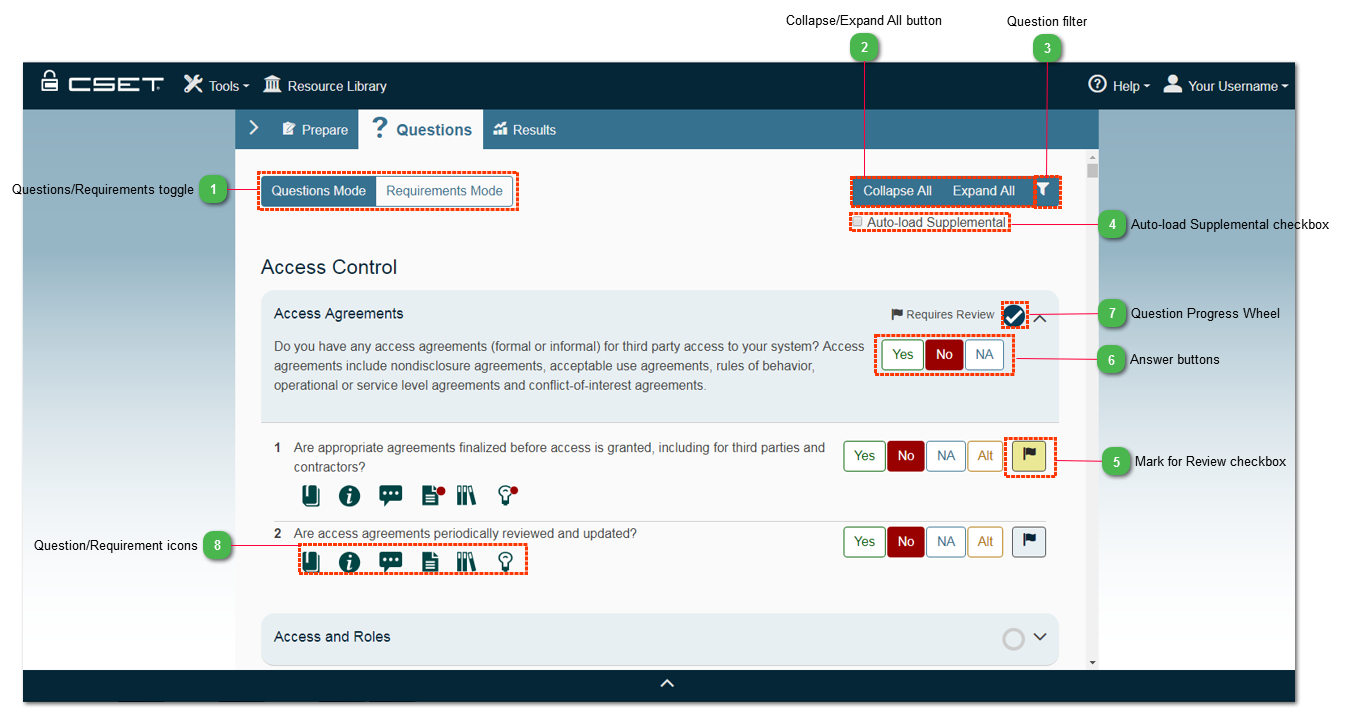 Collapse/Expand All button
Question filter
2
3
CSET
Tools
Resource Library
? Help
Your Username
Prepare
? Questions
Results
Questions/Requirements toggle
1
Questions Mode
Requirements Mode
Collapse All
Expand All
Auto-load Supplemental
4
Auto-load Supplemental checkbox
Access Control
Access Agreements
Requires Review
7
Question Progress Wheel
Do you have any access agreements (formal or informal) for third party access to your system? Access
agreements include nondisclosure agreements, acceptable use agreements, rules of behavior,
operational or service level agreements and conflict-of-interest agreements.
Yes
No
NA
6
Answer buttons
1 Are appropriate agreements finalized before access is granted, including for third parties and
contractors?
Yes
No
NA
Alt
5
Mark for Review checkbox
2 Are access agreements periodically reviewed and updated?
Yes
No
NA
Alt
Question/Requirement icons
8
Access and Roles